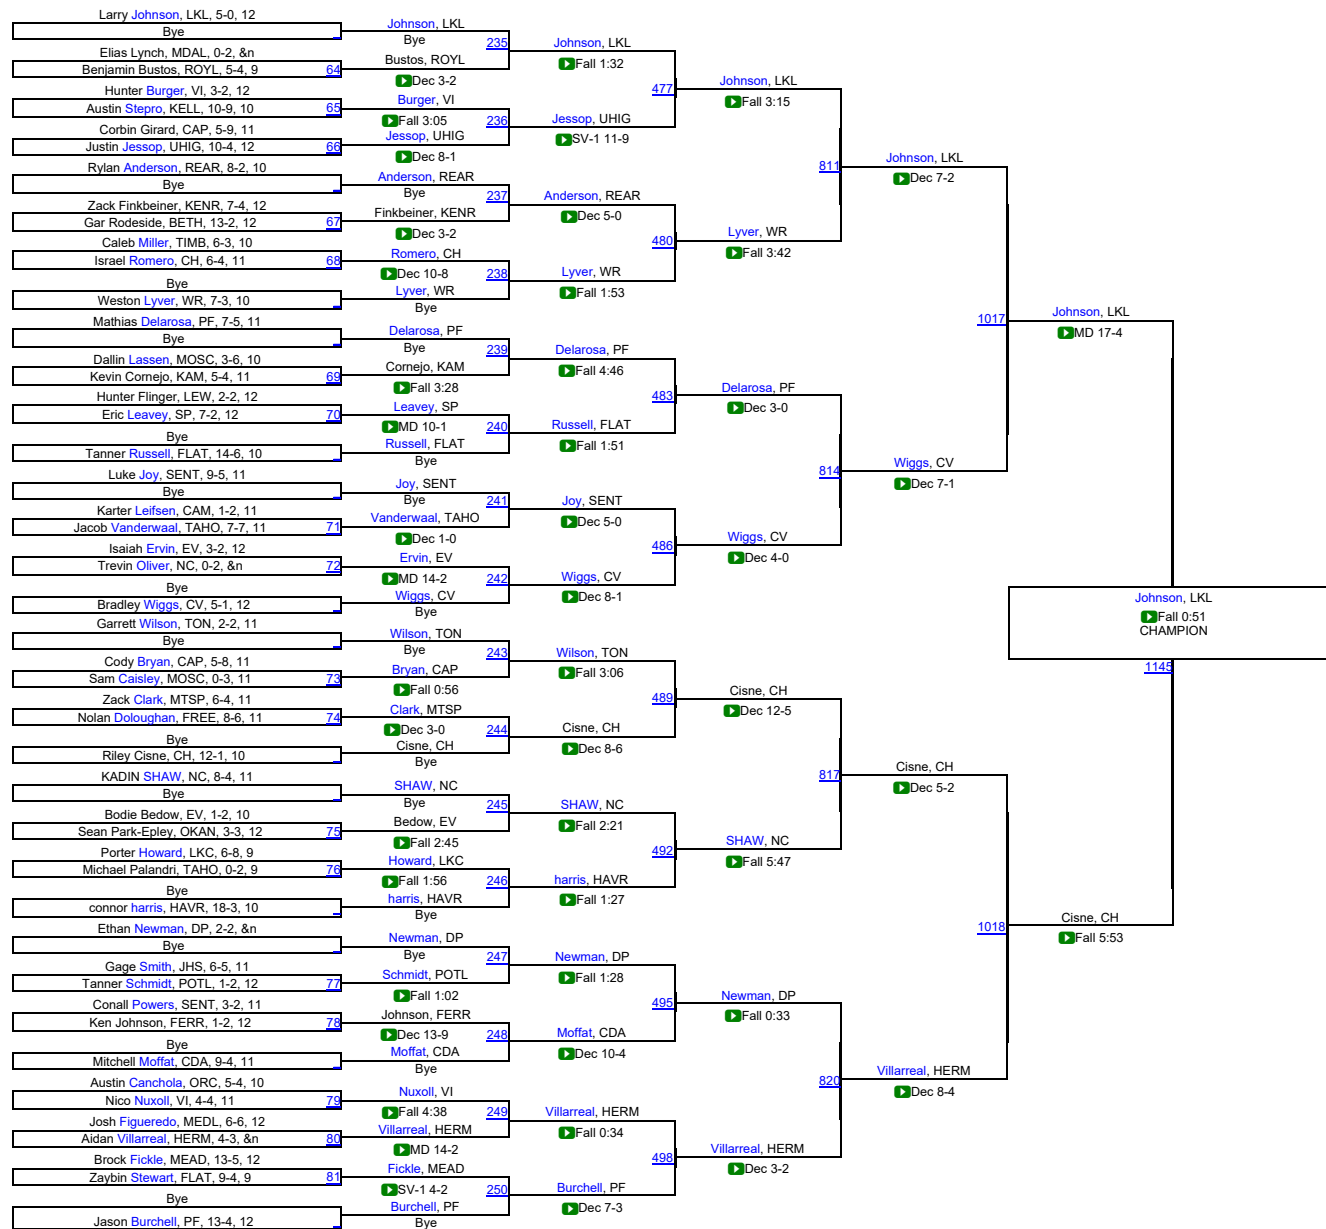 Larry Johnson, LKL, 5-0, 12
Bye
Elias Lynch, MDAL, 0-2, &n
Benjamin Bustos, ROYL, 5-4, 9 64
Hunter Burger, VI, 3-2, 12
Austin Stepro, KELL, 10-9, 10 65
Corbin Girard, CAP, 5-9, 11
Justin Jessop, UHIG, 10-4, 12 66
Rylan Anderson, REAR, 8-2, 10
Bye
Zack Finkbeiner, KENR, 7-4, 12
Gar Rodeside, BETH, 13-2, 12 67
Caleb Miller, TIMB, 6-3, 10
Israel Romero, CH, 6-4, 11 68
Bye
Weston Lyver, WR, 7-3, 10
Mathias Delarosa, PF, 7-5, 11
Bye
Dallin Lassen, MOSC, 3-6, 10
Kevin Cornejo, KAM, 5-4, 11 69
Hunter Flinger, LEW, 2-2, 12
Eric Leavey, SP, 7-2, 12 70
Bye
Tanner Russell, FLAT, 14-6, 10
Luke Joy, SENT, 9-5, 11
Bye
Karter Leifsen, CAM, 1-2, 11
Jacob Vanderwaal, TAHO, 7-7, 11 71
Isaiah Ervin, EV, 3-2, 12
Trevin Oliver, NC, 0-2, &n 72
Bye
Bradley Wiggs, CV, 5-1, 12
Garrett Wilson, TON, 2-2, 11
Bye
Cody Bryan, CAP, 5-8, 11
Sam Caisley, MOSC, 0-3, 11 73
Zack Clark, MTSP, 6-4, 11
Nolan Doloughan, FREE, 8-6, 11 74
Bye
Riley Cisne, CH, 12-1, 10
KADIN SHAW, NC, 8-4, 11
Bye
Bodie Bedow, EV, 1-2, 10
Sean Park-Epley, OKAN, 3-3, 12 75
Porter Howard, LKC, 6-8, 9
Michael Palandri, TAHO, 0-2, 9 76
Bye
connor harris, HAVR, 18-3, 10
Ethan Newman, DP, 2-2, &n
Bye
Gage Smith, JHS, 6-5, 11
Tanner Schmidt, POTL, 1-2, 12 77
Conall Powers, SENT, 3-2, 11
Ken Johnson, FERR, 1-2, 12 78
Bye
Mitchell Moffat, CDA, 9-4, 11
Austin Canchola, ORC, 5-4, 10
Nico Nuxoll, VI, 4-4, 11 79
Josh Figueredo, MEDL, 6-6, 12
Aidan Villarreal, HERM, 4-3, &n 80
Brock Fickle, MEAD, 13-5, 12
Zaybin Stewart, FLAT, 9-4, 9 81
Bye
Jason Burchell, PF, 13-4, 12
Johnson, LKL
Bye 235
Bustos, ROYL
Dec 3-2
Burger, VI
Fall 3:05 236
Jessop, UHIG
Dec 8-1
Anderson, REAR
Bye 237
Finkbeiner, KENR
Dec 3-2
Romero, CH
Dec 10-8 238
Lyver, WR
Bye
Delarosa, PF
Bye 239
Cornejo, KAM
Fall 3:28
Leavey, SP
MD 10-1 240
Russell, FLAT
Bye
Joy, SENT
Bye 241
Vanderwaal, TAHO
Dec 1-0
Ervin, EV
MD 14-2 242
Wiggs, CV
Bye
Wilson, TON
Bye 243
Bryan, CAP
Fall 0:56
Clark, MTSP
Dec 3-0 244
Cisne, CH
Bye
SHAW, NC
Bye 245
Bedow, EV
Fall 2:45
Howard, LKC
Fall 1:56 246
harris, HAVR
Bye
Newman, DP
Bye 247
Schmidt, POTL
Fall 1:02
Johnson, FERR
Dec 13-9 248
Moffat, CDA
Bye
Nuxoll, VI
Fall 4:38 249
Villarreal, HERM
MD 14-2
Fickle, MEAD
SV-1 4-2 250
Burchell, PF
Bye
Johnson, LKL
Fall 1:32
477
Jessop, UHIG
SV-1 11-9
Anderson, REAR
Dec 5-0
480
Lyver, WR
Fall 1:53
Delarosa, PF
Fall 4:46
483
Russell, FLAT
Fall 1:51
Joy, SENT
Dec 5-0
486
Wiggs, CV
Dec 8-1
Wilson, TON
Fall 3:06
489
Cisne, CH
Dec 8-6
SHAW, NC
Fall 2:21
492
harris, HAVR
Fall 1:27
Newman, DP
Fall 1:28
495
Moffat, CDA
Dec 10-4
Villarreal, HERM
Fall 0:34
498
Burchell, PF
Dec 7-3
Johnson, LKL
Fall 3:15
811
Lyver, WR
Fall 3:42
Delarosa, PF
Dec 3-0
814
Wiggs, CV
Dec 4-0
Cisne, CH
Dec 12-5
817
SHAW, NC
Fall 5:47
Newman, DP
Fall 0:33
820
Villarreal, HERM
Dec 3-2
Johnson, LKL
Dec 7-2
1017
Wiggs, CV
Dec 7-1
Cisne, CH
Dec 5-2
1018
Villarreal, HERM
Dec 8-4
Johnson, LKL
MD 17-4
Cisne, CH
Fall 5:53
Johnson, LKL
Fall 0:51
CHAMPION
1145